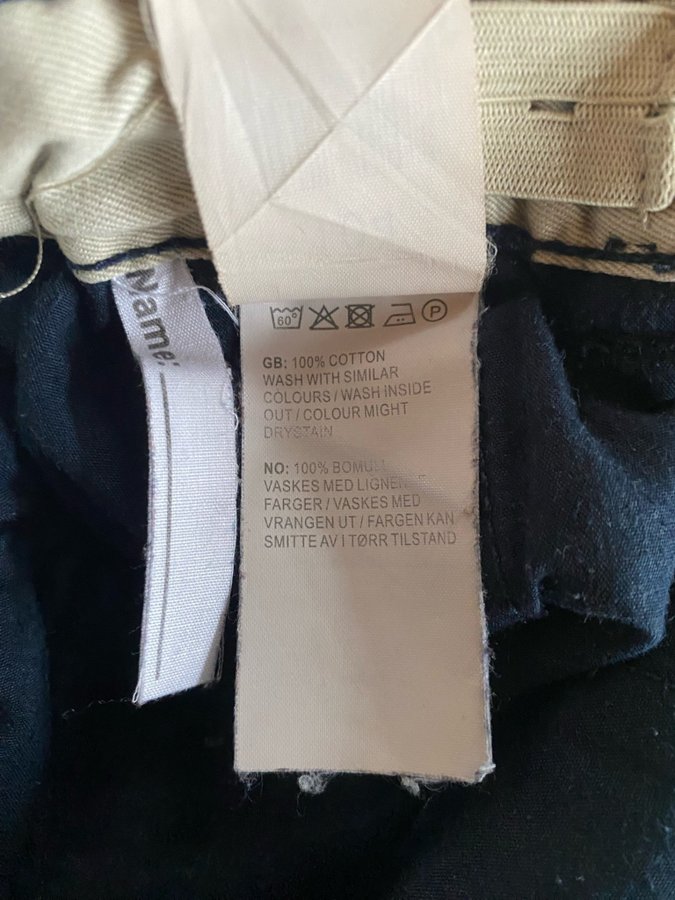 Name:
60°
P
GB: 100% COTTON
WASH WITH SIMILAR
COLOURS / WASH INSIDE
OUT / COLOUR MIGHT
DRYSTAIN
NO: 100% BOMULL
VASKES MED LIGNENDE
FARGER / VASKES MED
VRANGEN UT / FARGEN KAN
SMITTE AV I TØRR TILSTAND